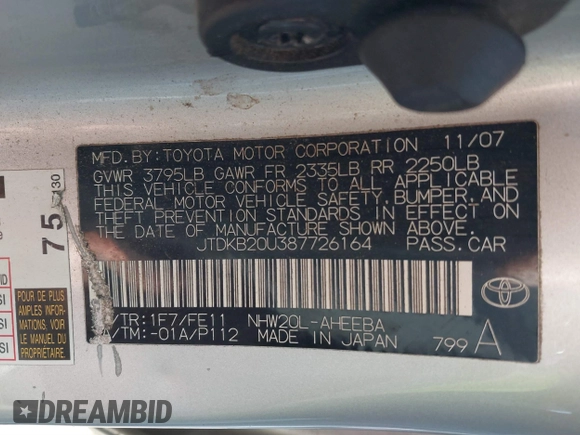 MFD. BY: TOYOTA MOTOR CORPORATION 11/07
GVWR 3795LB GAWR FR 2335LB RR 2250LB
THIS VEHICLE CONFORMS TO ALL APPLICABLE
FEDERAL MOTOR VEHICLE SAFETY, BUMPER, AND
THEFT PREVENTION STANDARDS IN EFFECT ON
THE DATE OF MANUFACTURE SHOWN ABOVE.
JTDKB20U387726164 PASS. CAR
/TR: 1F7/FE11 NHW20L-AHEEBA
A/TM: -01A/P112 MADE IN JAPAN 799 A
75
130
SI
SI
POUR DE PLUS
AMPLES INFOR-
MATIONS, VOIR
LE MANUEL DU
PROPRIÉTAIRE.
DREAMBID